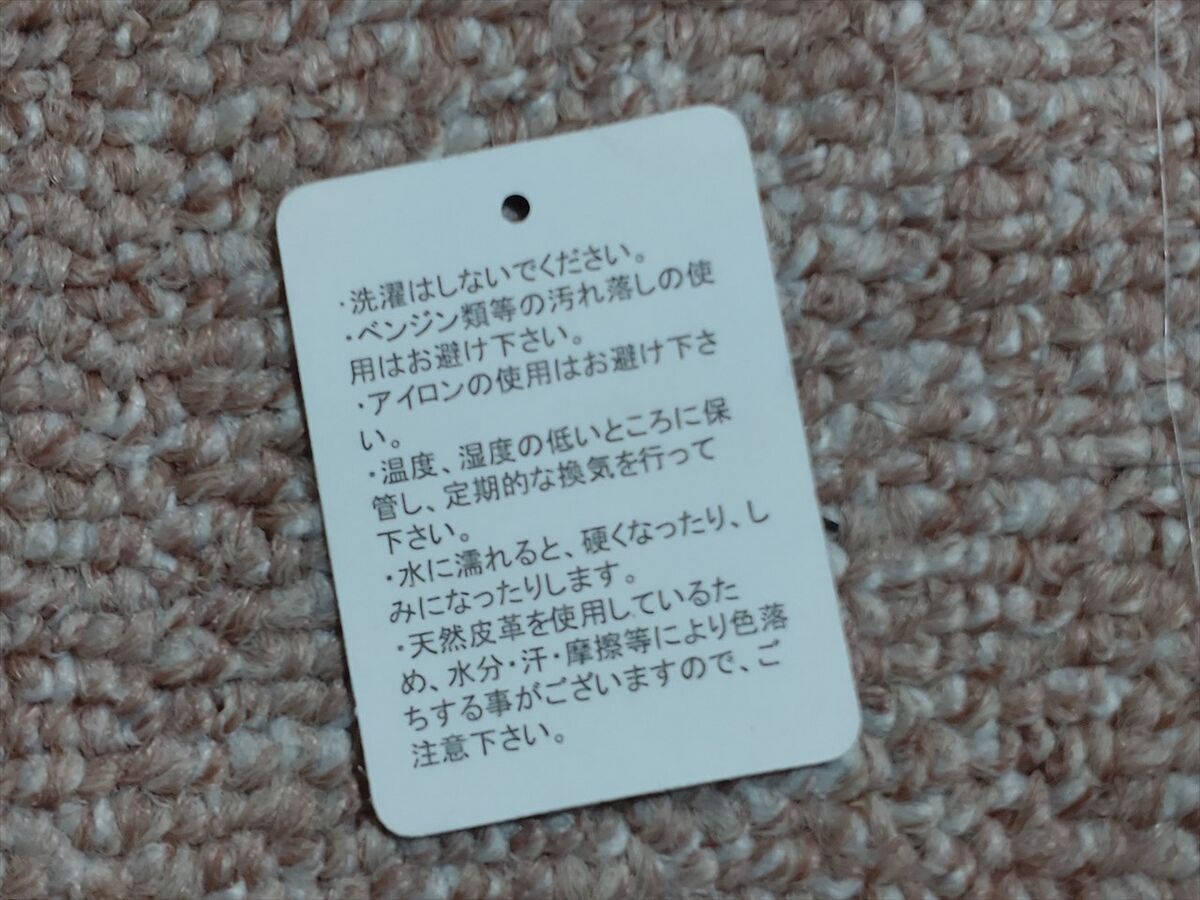 ・洗濯はしないでください。
・ベンジン類等の汚れ落しの使
用はお避け下さい。
・アイロンの使用はお避け下さ
い。
・温度、湿度の低いところに保
管し、定期的な換気を行って
下さい。
・水に濡れると、硬くなったり、し
みになったりします。
・天然皮革を使用しているた
め、水分・汗・摩擦等により色落
ちする事がございますので、ご
注意下さい。